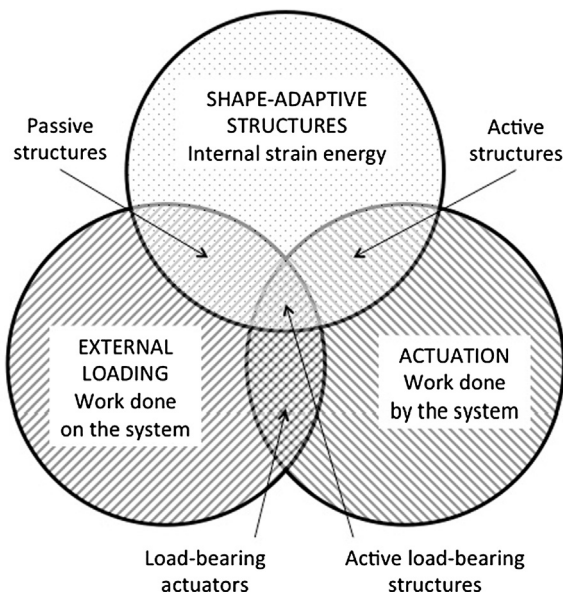 SHAPE-ADAPTIVE
STRUCTURES
Internal strain energy
Passive
structures
Active
structures
EXTERNAL
LOADING
Work done
on the system
ACTUATION
Work done
by the system
Load-bearing
actuators
Active load-bearing
structures